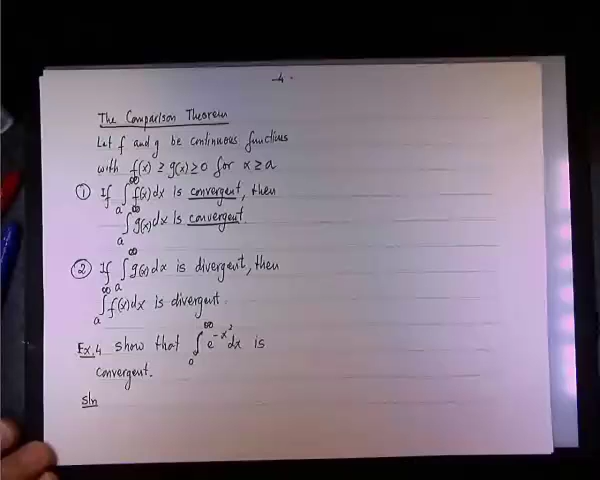 -4-
The Comparison Theorem
Let f and g be continuous functions
with f(x) ≥ g(x) ≥ 0 for x ≥ a
① If ∫_a^∞ f(x)dx is convergent, then
∫_a^∞ g(x)dx is convergent.
② If ∫_a^∞ g(x)dx is divergent, then
∫_a^∞ f(x)dx is divergent.
Ex.4 show that ∫_0^∞ e^{-x^2} dx is
convergent.
sln